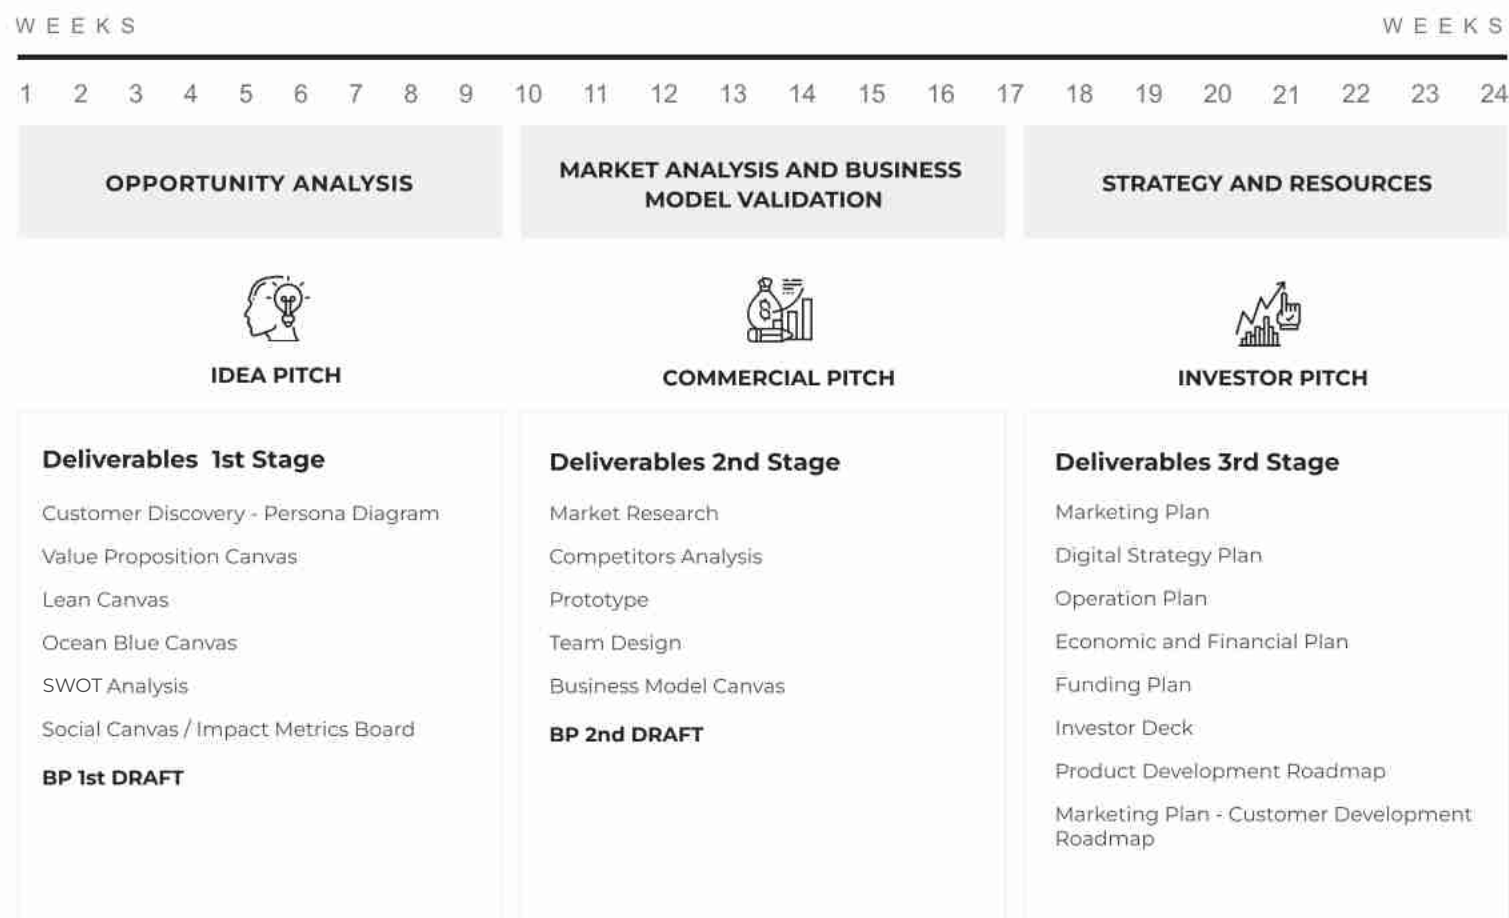 WEEKS WEEKS
1 2 3 4 5 6 7 8 9 10 11 12 13 14 15 16 17 18 19 20 21 22 23 24
OPPORTUNITY ANALYSIS
MARKET ANALYSIS AND BUSINESS
MODEL VALIDATION
STRATEGY AND RESOURCES
IDEA PITCH
COMMERCIAL PITCH
INVESTOR PITCH
Deliverables 1st Stage
Customer Discovery - Persona Diagram
Value Proposition Canvas
Lean Canvas
Ocean Blue Canvas
SWOT Analysis
Social Canvas / Impact Metrics Board
BP 1st DRAFT
Deliverables 2nd Stage
Market Research
Competitors Analysis
Prototype
Team Design
Business Model Canvas
BP 2nd DRAFT
Deliverables 3rd Stage
Marketing Plan
Digital Strategy Plan
Operation Plan
Economic and Financial Plan
Funding Plan
Investor Deck
Product Development Roadmap
Marketing Plan - Customer Development
Roadmap